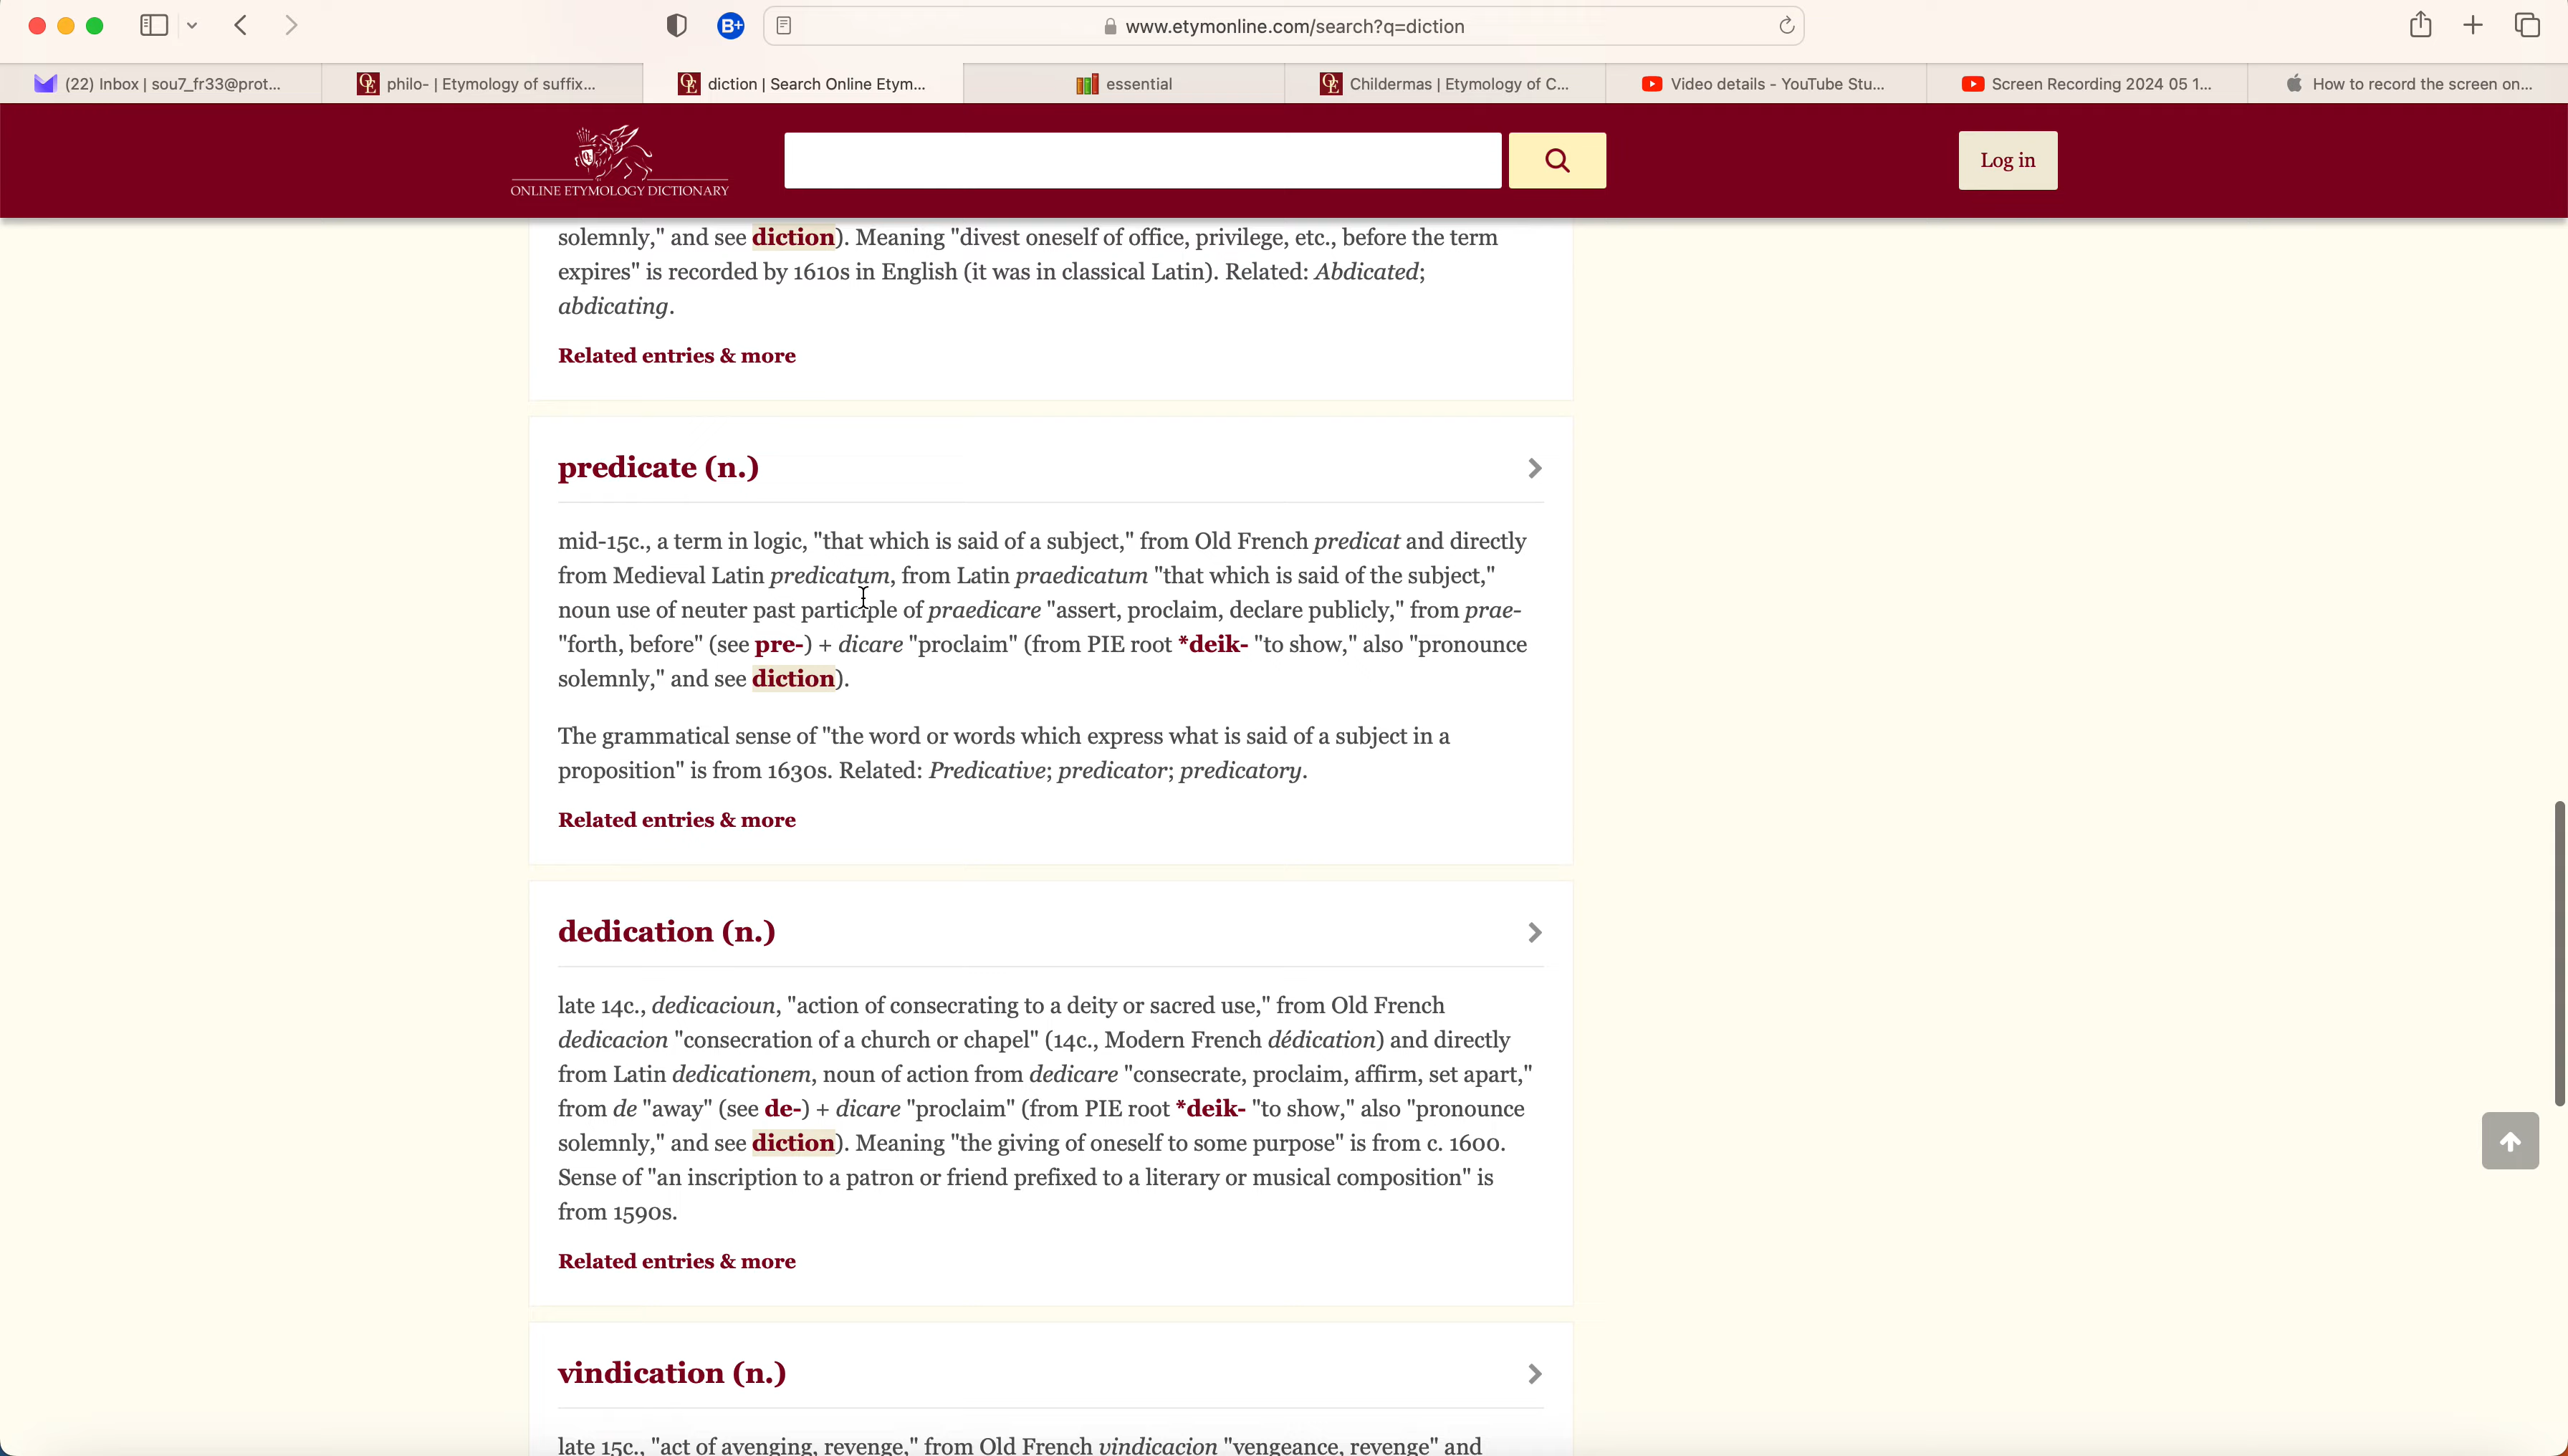 B+
www.etymonline.com/search?q=diction
(22) Inbox | sou7_fr33@prot...
philo- | Etymology of suffix...
diction | Search Online Etym...
essential
Childermas | Etymology of C...
Video details - YouTube Stu...
Screen Recording 2024 05 1...
How to record the screen on...
ONLINE ETYMOLOGY DICTIONARY
Log in
solemnly," and see diction). Meaning "divest oneself of office, privilege, etc., before the term
expires" is recorded by 1610s in English (it was in classical Latin). Related: Abdicated;
abdicating.
Related entries & more
predicate (n.)
mid-15c., a term in logic, "that which is said of a subject," from Old French predicat and directly
from Medieval Latin predicatum, from Latin praedicatum "that which is said of the subject,"
noun use of neuter past participle of praedicare "assert, proclaim, declare publicly," from prae-
"forth, before" (see pre-) + dicare "proclaim" (from PIE root *deik- "to show," also "pronounce
solemnly," and see diction).
The grammatical sense of "the word or words which express what is said of a subject in a
proposition" is from 1630s. Related: Predicative; predicator; predicatory.
Related entries & more
dedication (n.)
late 14c., dedicacioun, "action of consecrating to a deity or sacred use," from Old French
dedicacion "consecration of a church or chapel" (14c., Modern French dédication) and directly
from Latin dedicationem, noun of action from dedicare "consecrate, proclaim, affirm, set apart,"
from de "away" (see de-) + dicare "proclaim" (from PIE root *deik- "to show," also "pronounce
solemnly," and see diction). Meaning "the giving of oneself to some purpose" is from c. 1600.
Sense of "an inscription to a patron or friend prefixed to a literary or musical composition" is
from 1590s.
Related entries & more
vindication (n.)
late 15c., "act of avenging, revenge," from Old French vindicacion "vengeance, revenge" and